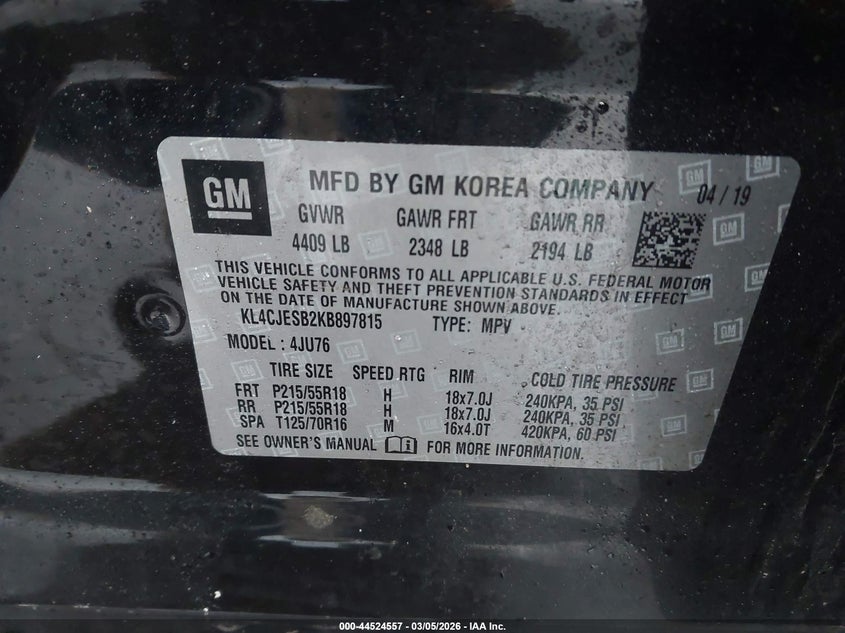 GM
MFD BY GM KOREA COMPANY 04 / 19
GVWR GAWR FRT GAWR RR
4409 LB 2348 LB 2194 LB
THIS VEHICLE CONFORMS TO ALL APPLICABLE U.S. FEDERAL MOTOR
VEHICLE SAFETY AND THEFT PREVENTION STANDARDS IN EFFECT
ON THE DATE OF MANUFACTURE SHOWN ABOVE.
KL4CJESB2KB897815 TYPE: MPV
MODEL : 4JU76
TIRE SIZE SPEED RTG RIM COLD TIRE PRESSURE
FRT P215/55R18 H 18x7.0J 240KPA, 35 PSI
RR P215/55R18 H 18x7.0J 240KPA, 35 PSI
SPA T125/70R16 M 16x4.0T 420KPA, 60 PSI
SEE OWNER'S MANUAL FOR MORE INFORMATION.
000-44524557 - 03/05/2026 - IAA Inc.